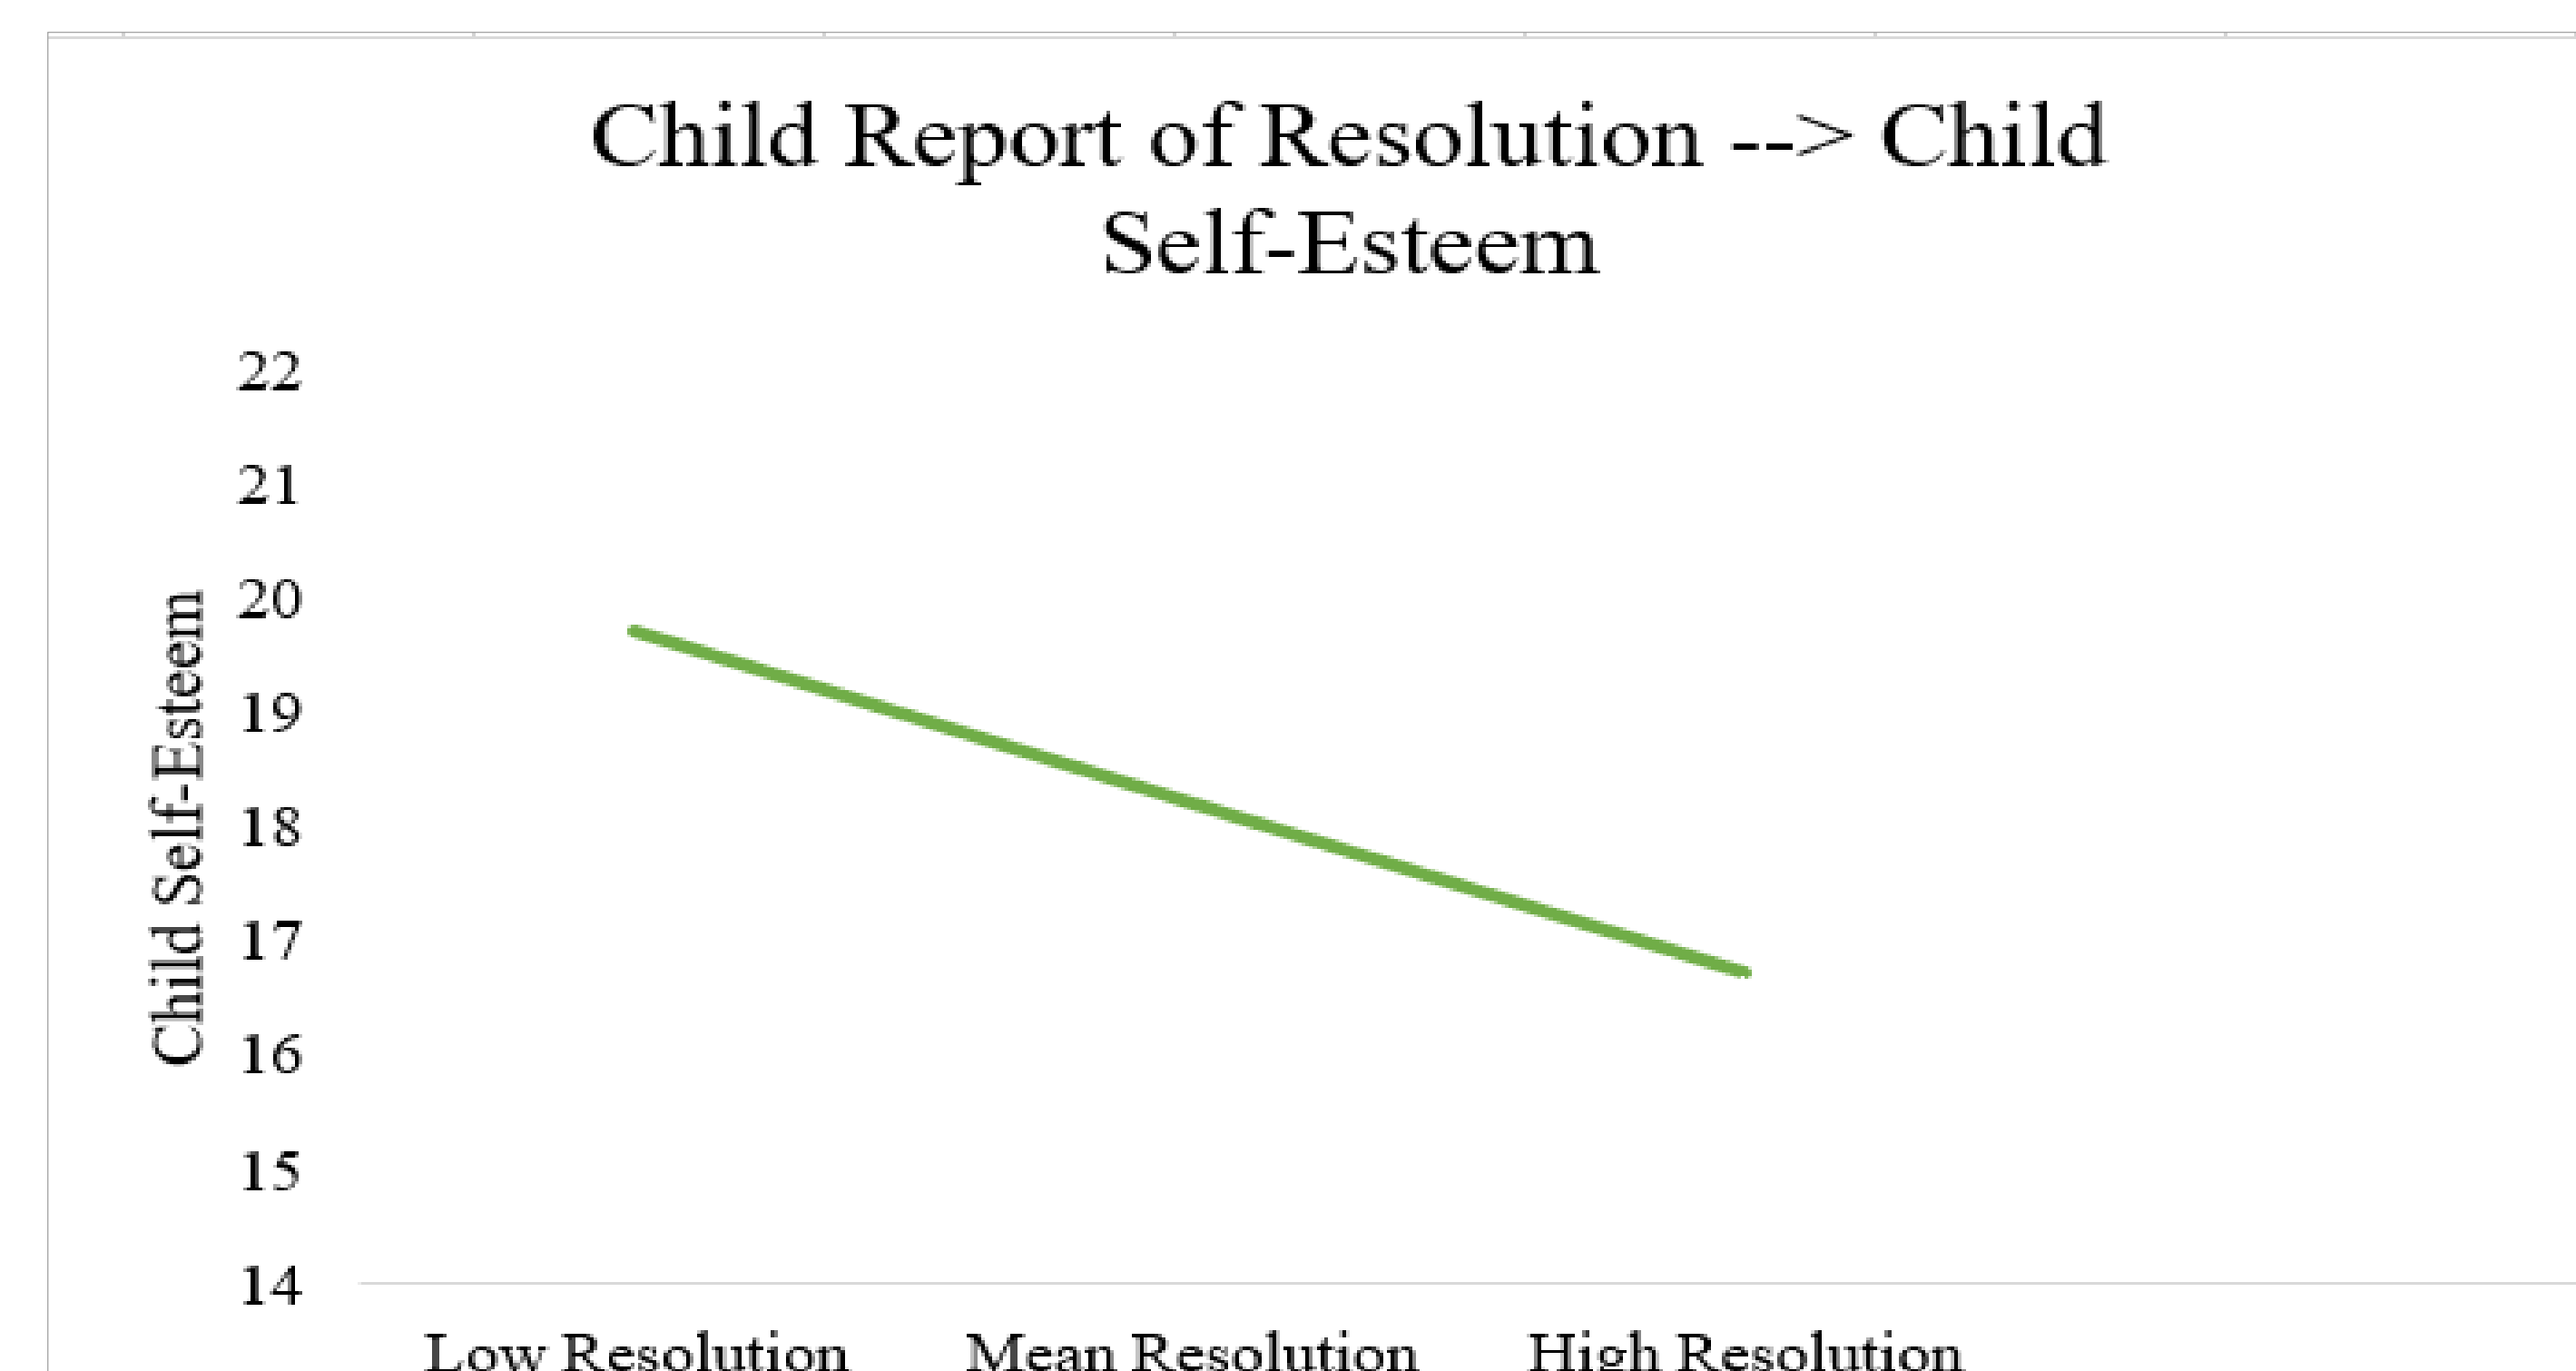 Child Report of Resolution --> Child
Self-Esteem
22
21
20
19
18
17
16
15
14
Child Self-Esteem
Low Resolution
Mean Resolution
High Resolution